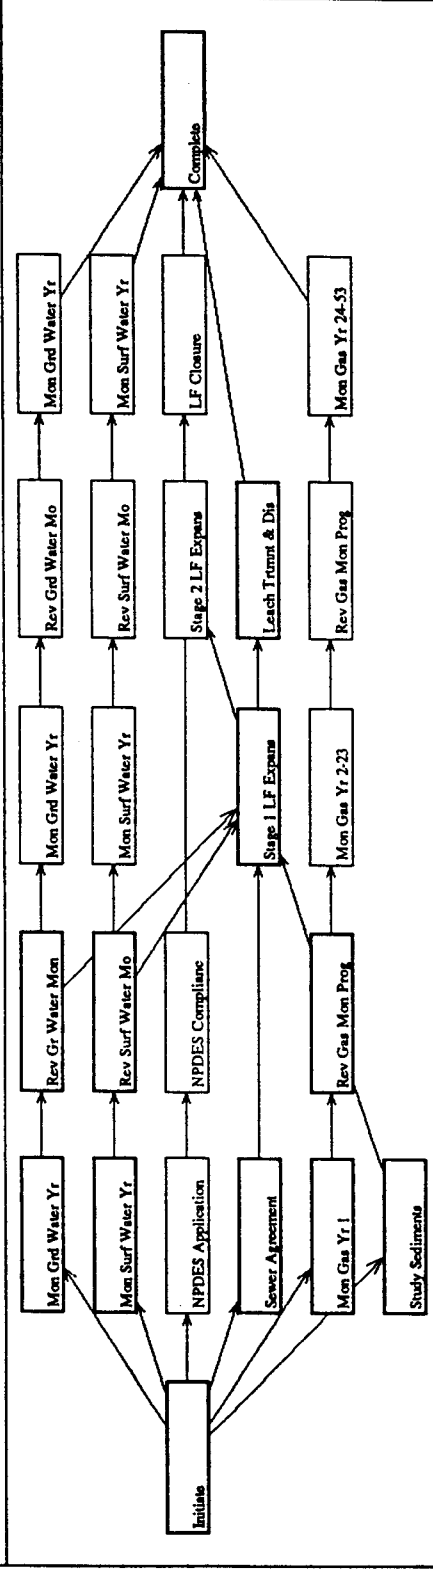 Initiate
Mon Grd Water Yr
Mon Surf Water Yr
NPDES Application
Sewer Agreement
Mon Gas Yr 1
Study Sediments
Rev Gr Water Mon
Rev Surf Water Mo
NPDES Complianc
Rev Gas Mon Prog
Mon Grd Water Yr
Mon Surf Water Yr
Stage 1 LF Expans
Mon Gas Yr 2-23
Rev Grd Water Mo
Rev Surf Water Mo
Stage 2 LF Expans
Leach Trtmnt & Dis
Rev Gas Mon Prog
Mon Grd Water Yr
Mon Surf Water Yr
LF Closure
Mon Gas Yr 24-53
Complete